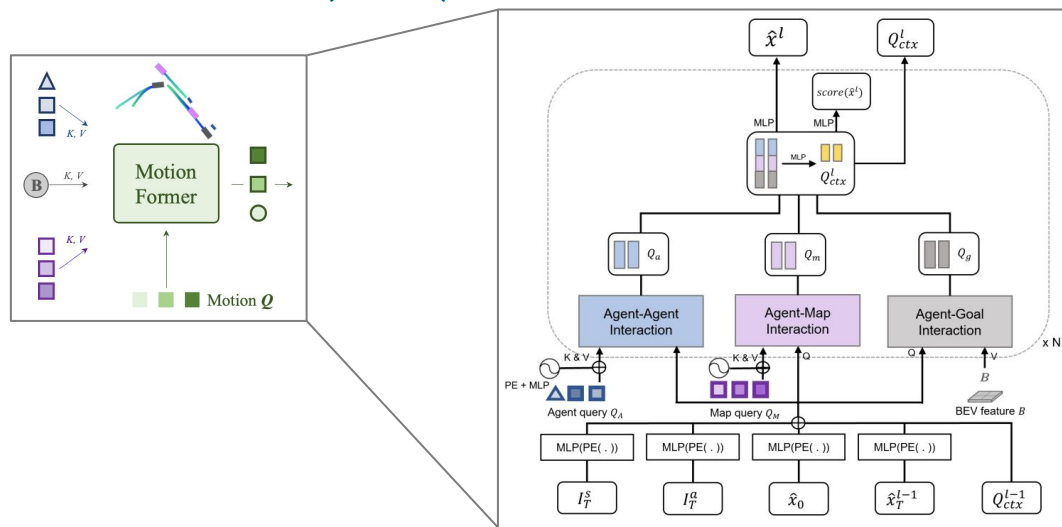 K, V
B
K, V
K, V
Motion
Former
Motion Q
x̂^l
Q^l_ctx
score(x̂^l)
MLP
MLP
MLP
Q^l_ctx
Q_a
Q_m
Q_g
Agent-Agent
Interaction
Agent-Map
Interaction
Agent-Goal
Interaction
x N
K & V
K & V
Q
Q
V
PE + MLP
B
Agent query Q_A
Map query Q_M
BEV feature B
MLP(PE( . ))
MLP(PE( . ))
MLP(PE( . ))
MLP(PE( . ))
I^s_T
I^a_T
x̂_0
x̂^{l-1}_T
Q^{l-1}_ctx